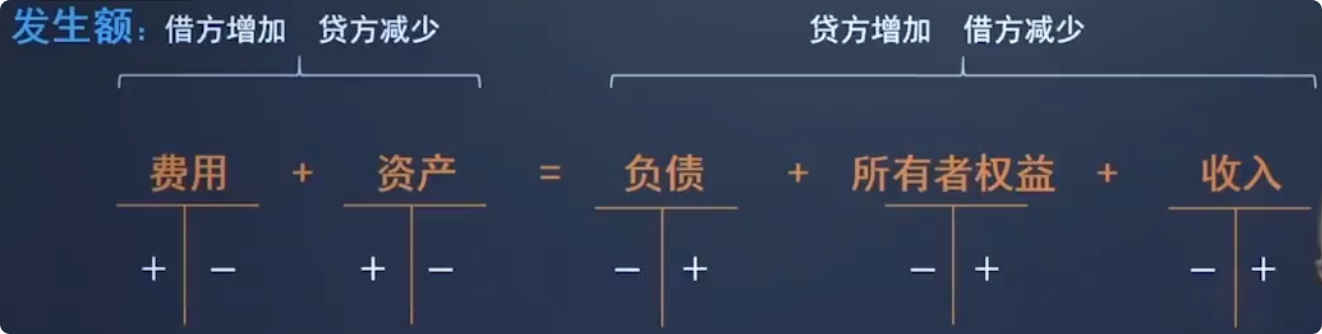 发生额：借方增加 贷方减少 贷方增加 借方减少
费用 + 资产 = 负债 + 所有者权益 + 收入
+ − + − − + − + − +